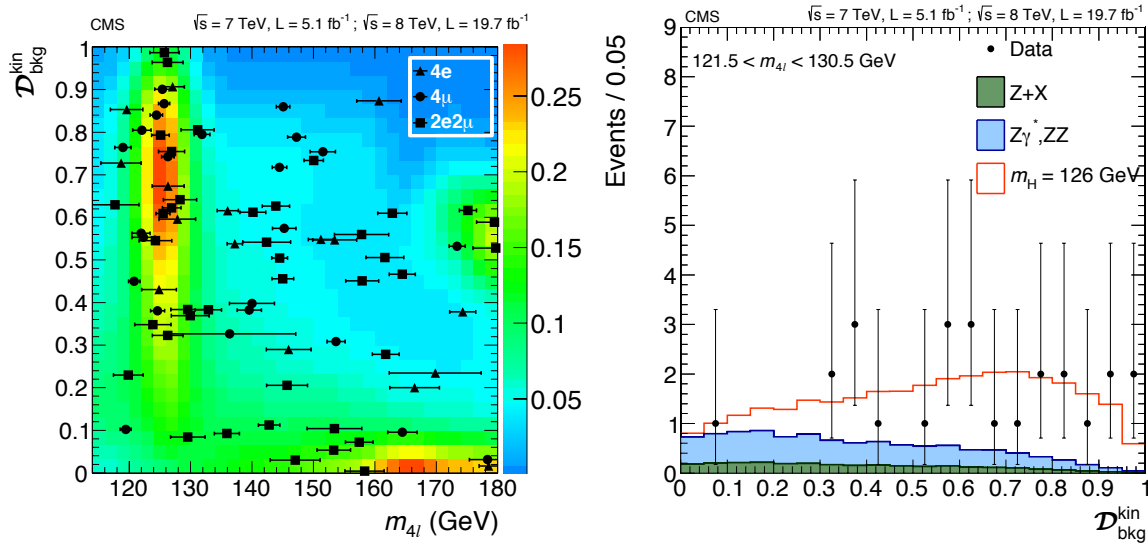 CMS √s = 7 TeV, L = 5.1 fb⁻¹ ; √s = 8 TeV, L = 19.7 fb⁻¹
𝒟^kin_bkg
1
0.9
0.8
0.7
0.6
0.5
0.4
0.3
0.2
0.1
0
4e
4μ
2e2μ
120 130 140 150 160 170 180
m_4l (GeV)
0.25
0.2
0.15
0.1
0.05
CMS √s = 7 TeV, L = 5.1 fb⁻¹ ; √s = 8 TeV, L = 19.7 fb⁻¹
Events / 0.05
9
8
7
6
5
4
3
2
1
0
121.5 < m_4l < 130.5 GeV
Data
Z+X
Zγ*,ZZ
m_H = 126 GeV
0 0.1 0.2 0.3 0.4 0.5 0.6 0.7 0.8 0.9 1
𝒟^kin_bkg